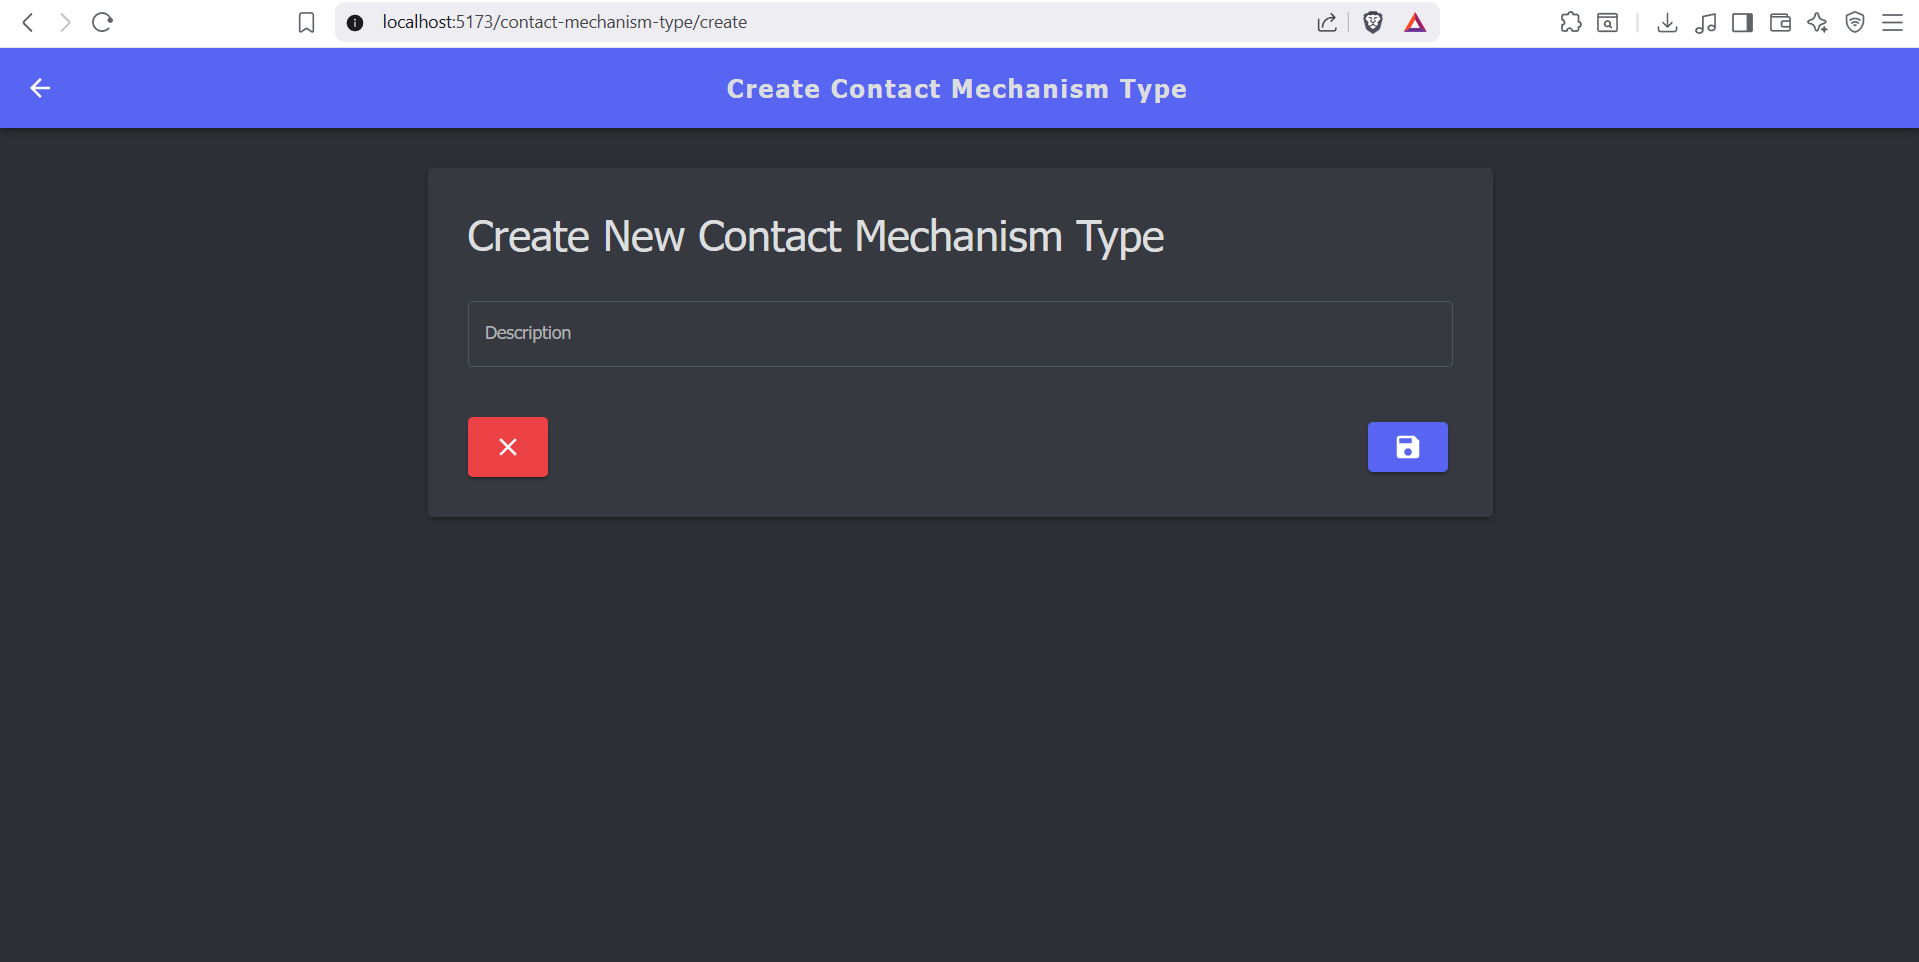 localhost:5173/contact-mechanism-type/create
Create Contact Mechanism Type
Create New Contact Mechanism Type
Description